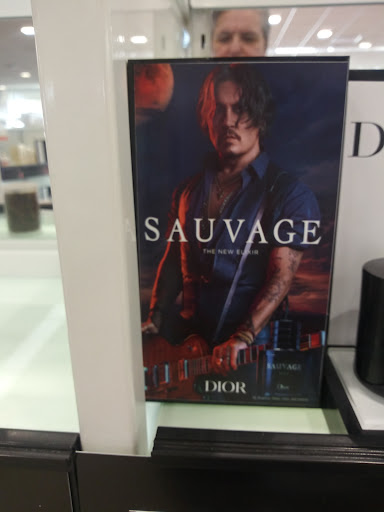 SAUVAGE
THE NEW ELIXIR
D
SAUVAGE
Dior
DIOR